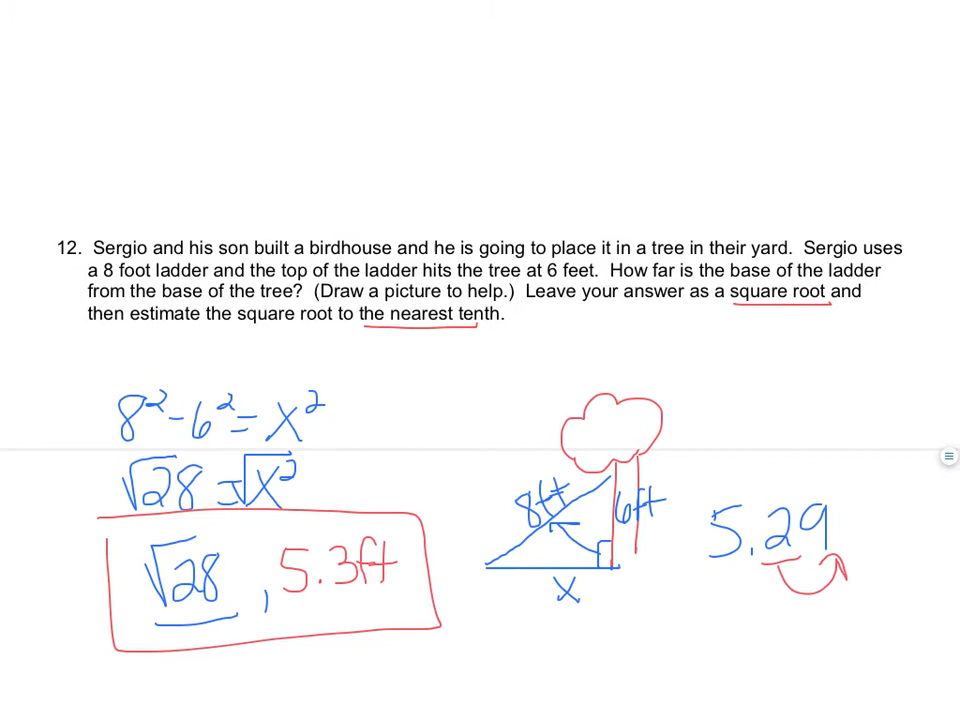 12. Sergio and his son built a birdhouse and he is going to place it in a tree in their yard. Sergio uses
a 8 foot ladder and the top of the ladder hits the tree at 6 feet. How far is the base of the ladder
from the base of the tree? (Draw a picture to help.) Leave your answer as a square root and
then estimate the square root to the nearest tenth.
8² - 6² = x²
√28 = √x²
√28 , 5.3ft
8ft
6ft
x
5.29